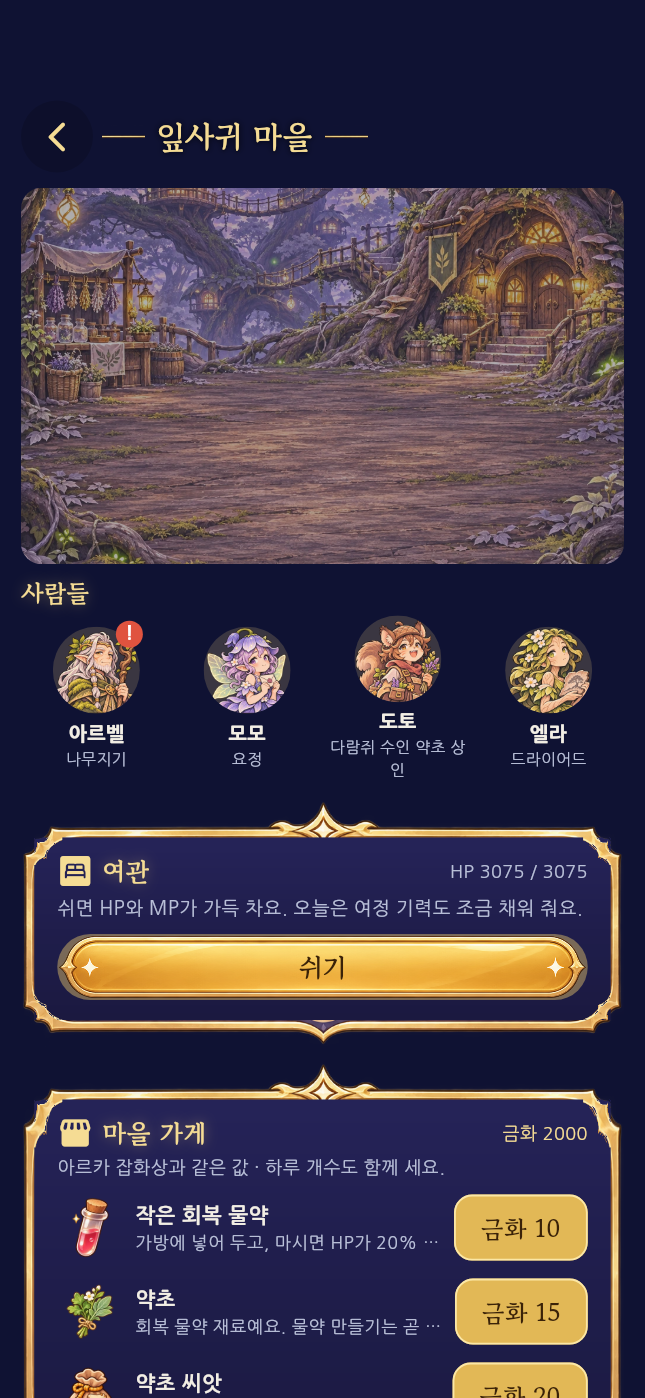 잎사귀 마을
사람들
!
아르벨
나무지기
모모
요정
도토
다람쥐 수인 약초 상
인
엘라
드라이어드
여관
HP 3075 / 3075
쉬면 HP와 MP가 가득 차요. 오늘은 여정 기력도 조금 채워 줘요.
쉬기
마을 가게
금화 2000
아르카 잡화상과 같은 값 · 하루 개수도 함께 세요.
작은 회복 물약
가방에 넣어 두고, 마시면 HP가 20% …
금화 10
약초
회복 물약 재료예요. 물약 만들기는 곧 …
금화 15
약초 씨앗
금화 20